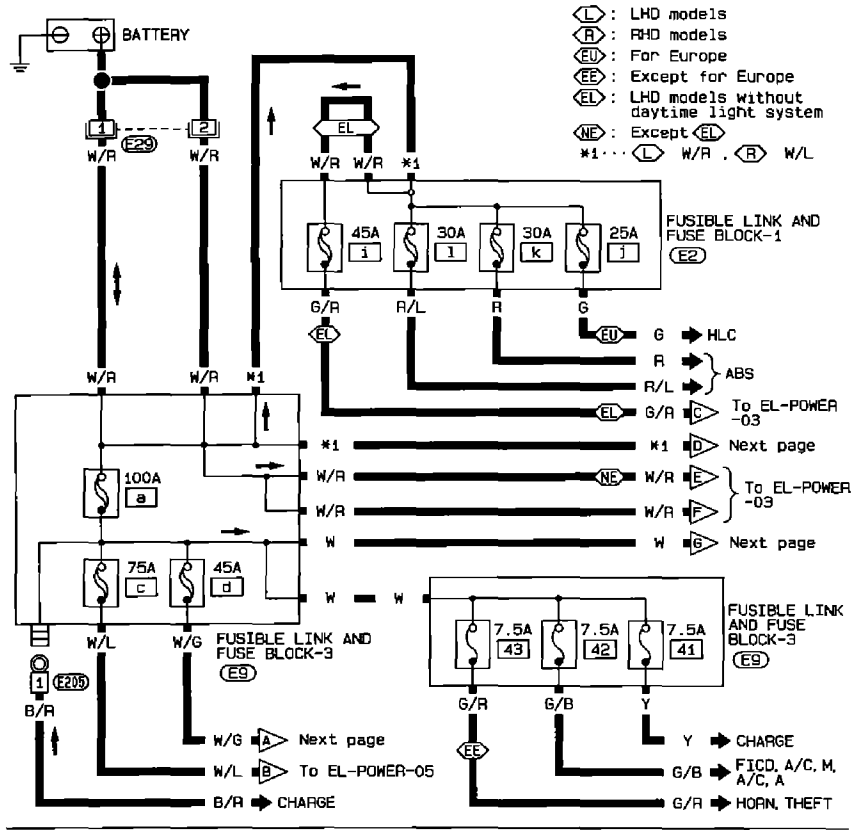 BATTERY
L : LHD models
R : RHD models
EU : For Europe
EE : Except for Europe
EL : LHD models without
daytime light system
NE : Except EL
*1 ··· L W/R , R W/L
1 2
E29
W/R W/R
EL
W/R W/R *1
45A 30A 30A 25A
i l k j
FUSIBLE LINK AND
FUSE BLOCK-1
E2
G/R R/L R G
EL
EU G HLC
R
ABS
R/L
EL G/R C To EL-POWER
-03
W/R W/R *1
*1 *1 D Next page
100A
a
W/R NE W/R E
To EL-POWER
-03
W/R W/R F
W W G Next page
75A 45A
c d
W W
FUSIBLE LINK
AND FUSE
BLOCK-3
E9
7.5A 7.5A 7.5A
43 42 41
W/L W/G
FUSIBLE LINK AND
FUSE BLOCK-3
E9
1 E205
B/R
G/R G/B Y
EE
W/G A Next page
W/L B To EL-POWER-05
B/R CHARGE
Y CHARGE
G/B FICD, A/C, M,
A/C, A
G/R HORN, THEFT